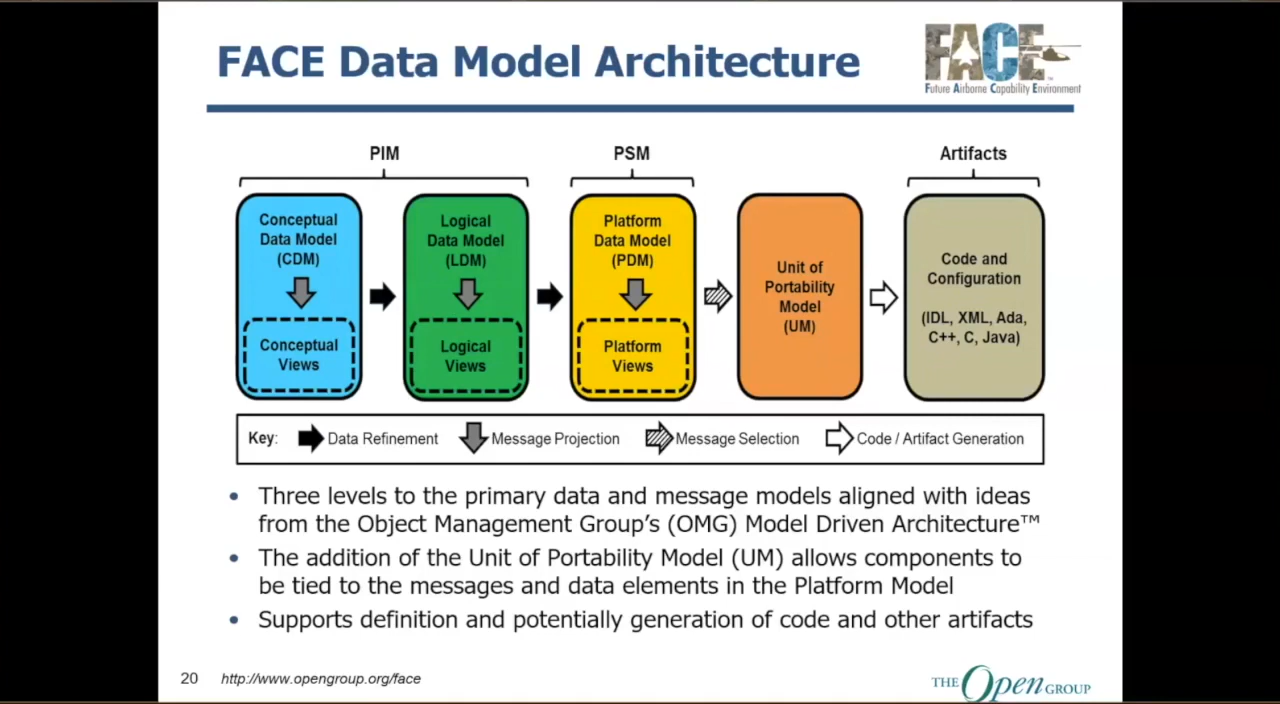 FACE Data Model Architecture
FACE™
Future Airborne Capability Environment
PIM
PSM
Artifacts
Conceptual
Data Model
(CDM)
Conceptual
Views
Logical
Data Model
(LDM)
Logical
Views
Platform
Data Model
(PDM)
Platform
Views
Unit of
Portability
Model
(UM)
Code and
Configuration
(IDL, XML, Ada,
C++, C, Java)
Key: Data Refinement Message Projection Message Selection Code / Artifact Generation
• Three levels to the primary data and message models aligned with ideas
from the Object Management Group’s (OMG) Model Driven Architecture™
• The addition of the Unit of Portability Model (UM) allows components to
be tied to the messages and data elements in the Platform Model
• Supports definition and potentially generation of code and other artifacts
20 http://www.opengroup.org/face
THE Open GROUP